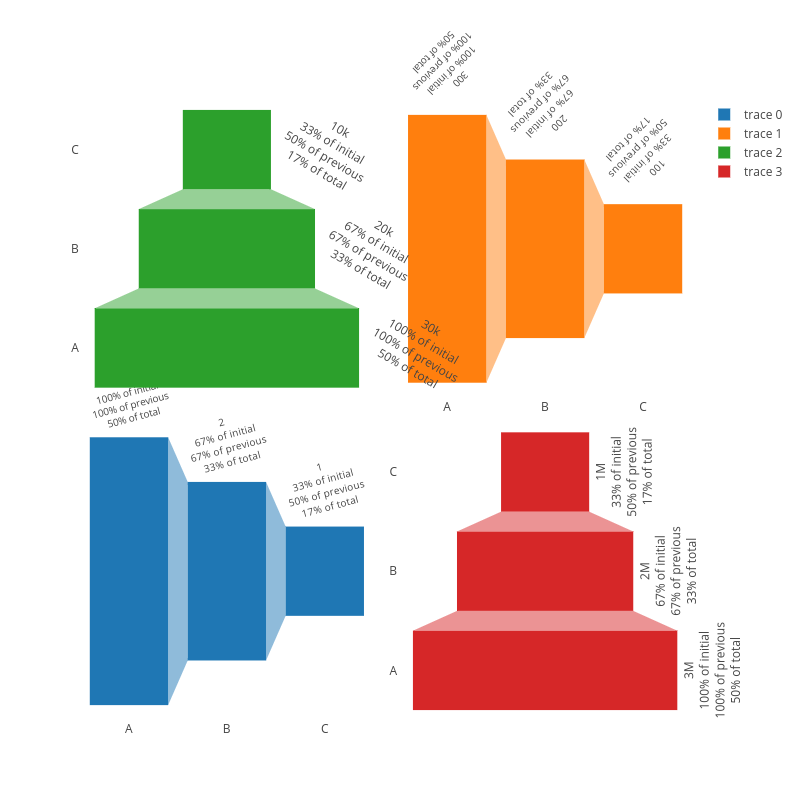 C
B
A
10k
33% of initial
50% of previous
17% of total
20k
67% of initial
67% of previous
33% of total
30k
100% of initial
100% of previous
50% of total
300
100% of initial
100% of previous
50% of total
200
67% of initial
67% of previous
33% of total
100
33% of initial
50% of previous
17% of total
A
B
C
trace 0
trace 1
trace 2
trace 3
100% of initial
100% of previous
50% of total
2
67% of initial
67% of previous
33% of total
1
33% of initial
50% of previous
17% of total
A
B
C
C
B
A
1M
33% of initial
50% of previous
17% of total
2M
67% of initial
67% of previous
33% of total
3M
100% of initial
100% of previous
50% of total